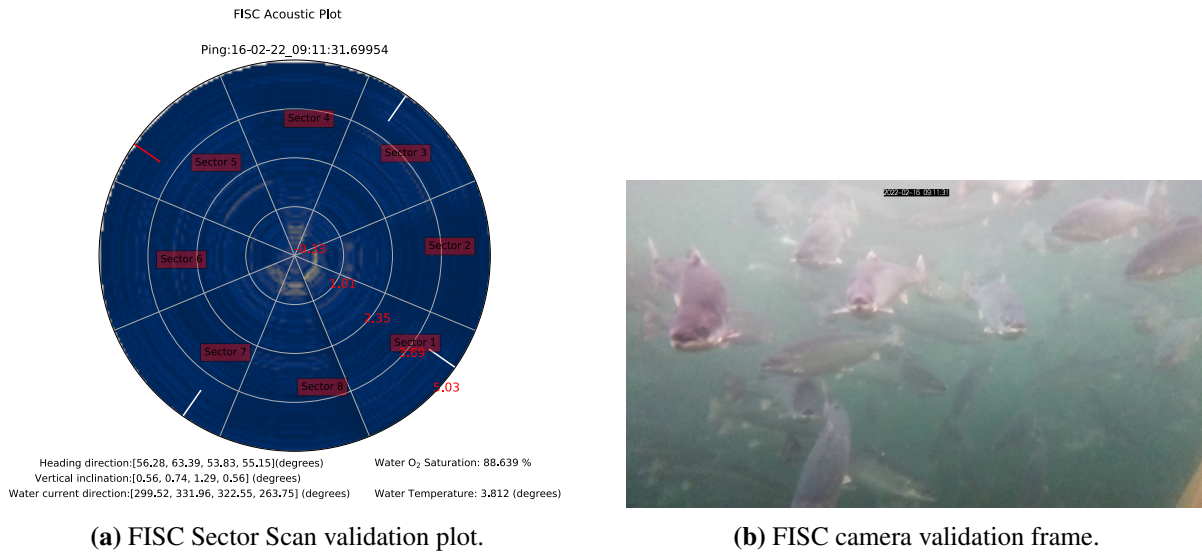 FISC Acoustic Plot
Ping:16-02-22_09:11:31.69954
Sector 4
Sector 3
Sector 5
Sector 2
0.33
Sector 6
1.81
2.35
Sector 1
3.69
Sector 7
5.03
Sector 8
Heading direction:[56.28, 63.39, 53.83, 55.15](degrees)
Water O₂ Saturation: 88.639 %
Vertical inclination:[0.56, 0.74, 1.29, 0.56] (degrees)
Water current direction:[299.52, 331.96, 322.55, 263.75] (degrees)
Water Temperature: 3.812 (degrees)
2022-02-16 09:11:31
(a) FISC Sector Scan validation plot.
(b) FISC camera validation frame.